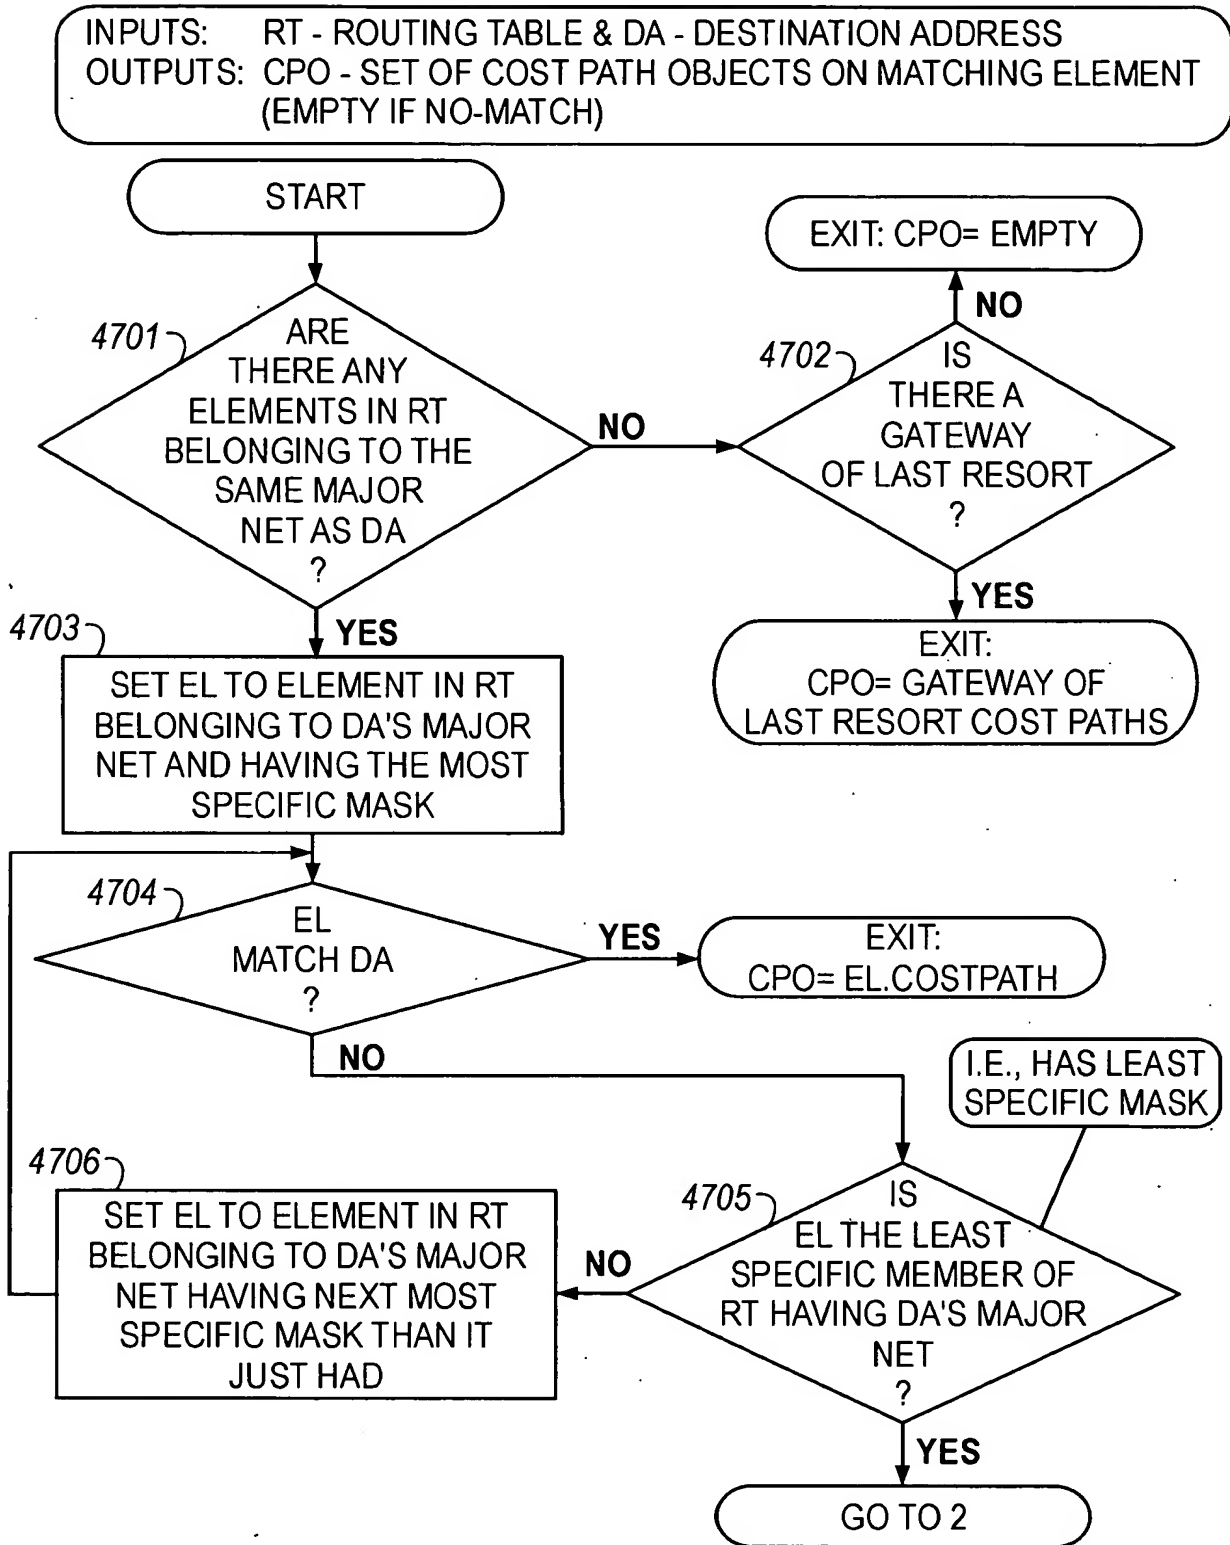 INPUTS: RT - ROUTING TABLE & DA - DESTINATION ADDRESS
OUTPUTS: CPO - SET OF COST PATH OBJECTS ON MATCHING ELEMENT
(EMPTY IF NO-MATCH)
START
EXIT: CPO= EMPTY
NO
4701
ARE
THERE ANY
ELEMENTS IN RT
BELONGING TO THE
SAME MAJOR
NET AS DA
?
NO
4702
IS
THERE A
GATEWAY
OF LAST RESORT
?
YES
YES
EXIT:
CPO= GATEWAY OF
LAST RESORT COST PATHS
4703
SET EL TO ELEMENT IN RT
BELONGING TO DA'S MAJOR
NET AND HAVING THE MOST
SPECIFIC MASK
4704
EL
MATCH DA
?
YES
EXIT:
CPO= EL.COSTPATH
NO
I.E., HAS LEAST
SPECIFIC MASK
4706
SET EL TO ELEMENT IN RT
BELONGING TO DA'S MAJOR
NET HAVING NEXT MOST
SPECIFIC MASK THAN IT
JUST HAD
NO
4705
IS
EL THE LEAST
SPECIFIC MEMBER OF
RT HAVING DA'S MAJOR
NET
?
YES
GO TO 2